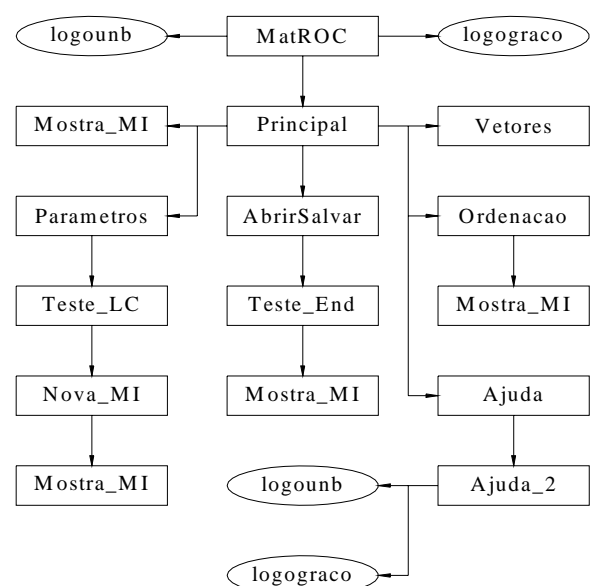 logounb
MatROC
logograco
Mostra_MI
Principal
Vetores
Parametros
AbrirSalvar
Ordenacao
Teste_LC
Teste_End
Mostra_MI
Nova_MI
Mostra_MI
Ajuda
Mostra_MI
logounb
Ajuda_2
logograco